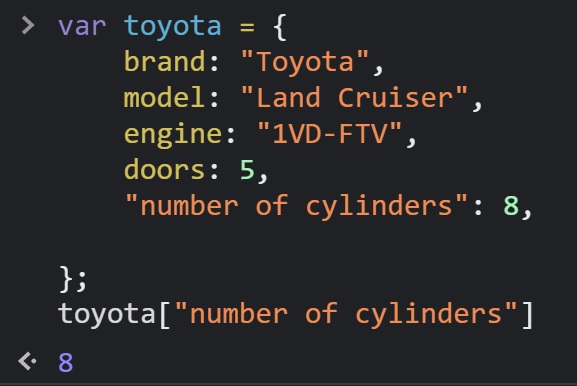 > var toyota = {
brand: "Toyota",
model: "Land Cruiser",
engine: "1VD-FTV",
doors: 5,
"number of cylinders": 8,
};
toyota["number of cylinders"]
8